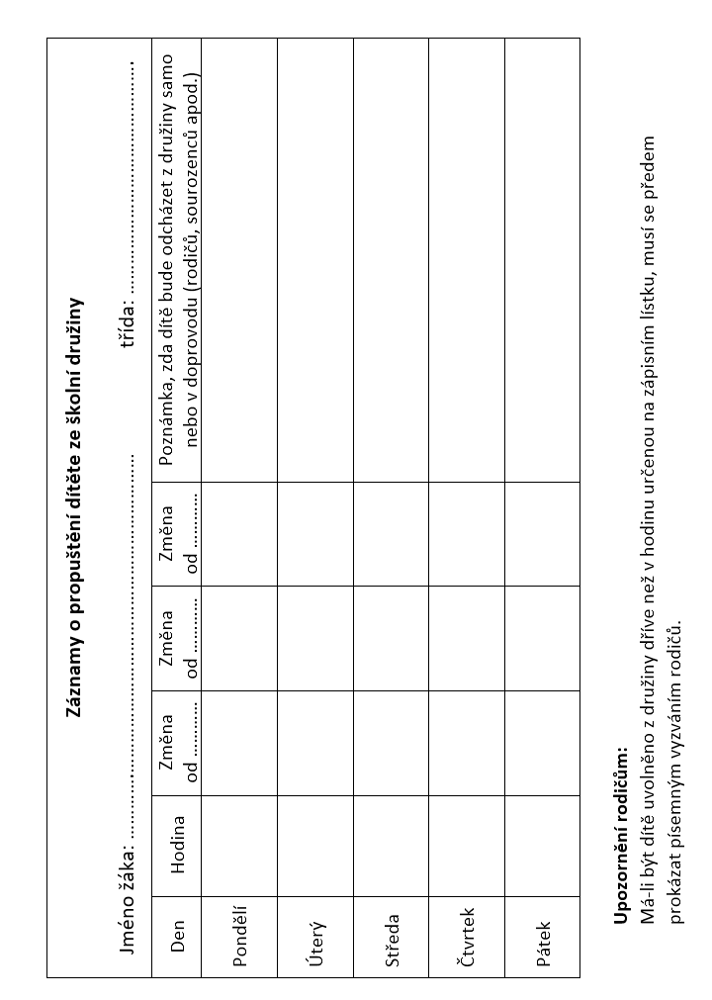 Záznamy o propuštění dítěte ze školní družiny
Jméno žáka: ........................................................................ třída: ..............................................
Den Hodina Změna od ............. Změna od ............. Změna od ............. Poznámka, zda dítě bude odcházet z družiny samo
nebo v doprovodu (rodičů, sourozenců apod.)
Pondělí
Úterý
Středa
Čtvrtek
Pátek
Upozornění rodičům:
Má-li být dítě uvolněno z družiny dříve než v hodinu určenou na zápisním lístku, musí se předem
prokázat písemným vyzváním rodičů.